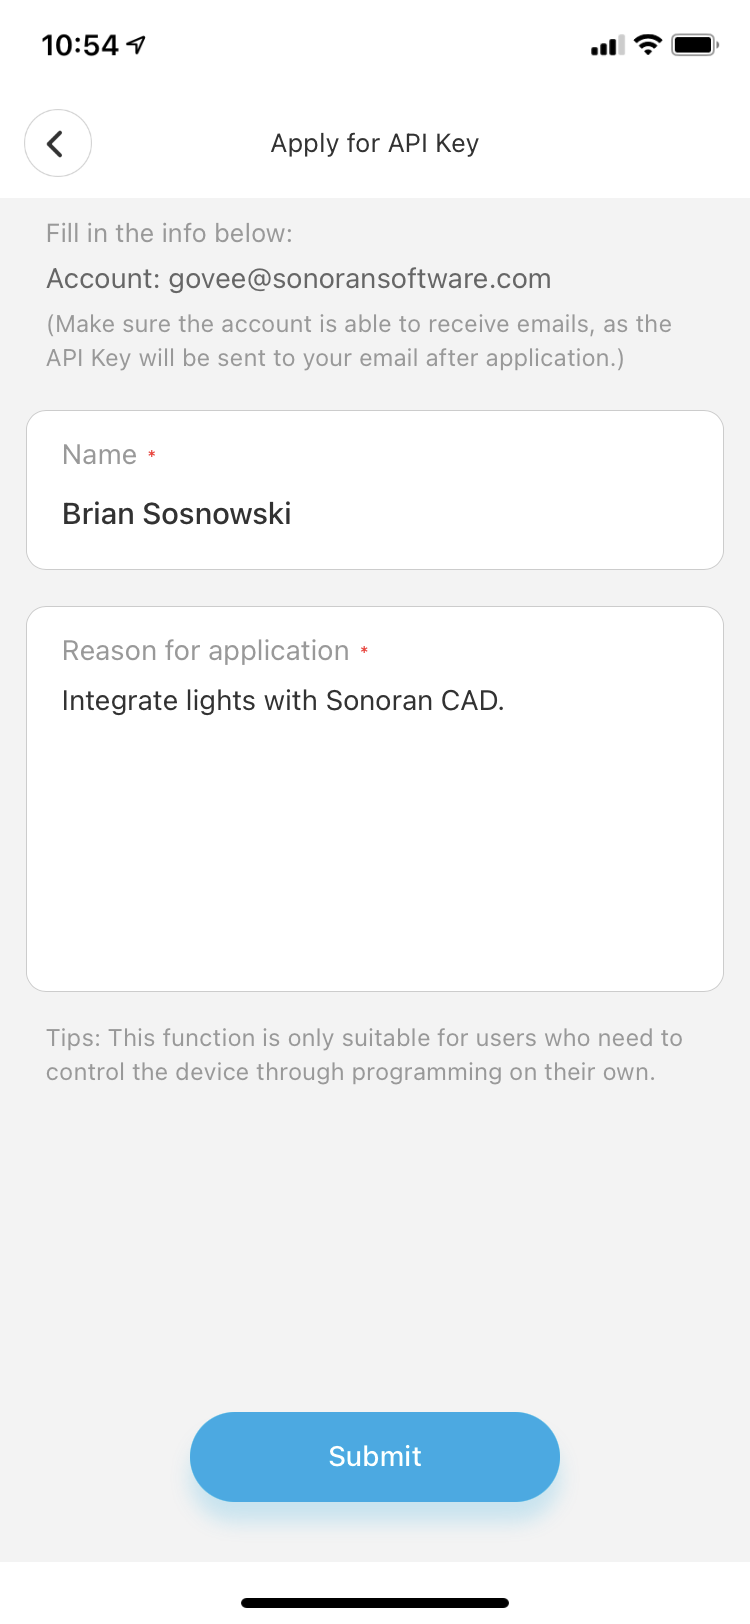 10:54
Apply for API Key
Fill in the info below:
Account: govee@sonoransoftware.com
(Make sure the account is able to receive emails, as the
API Key will be sent to your email after application.)
Name *
Brian Sosnowski
Reason for application *
Integrate lights with Sonoran CAD.
Tips: This function is only suitable for users who need to
control the device through programming on their own.
Submit